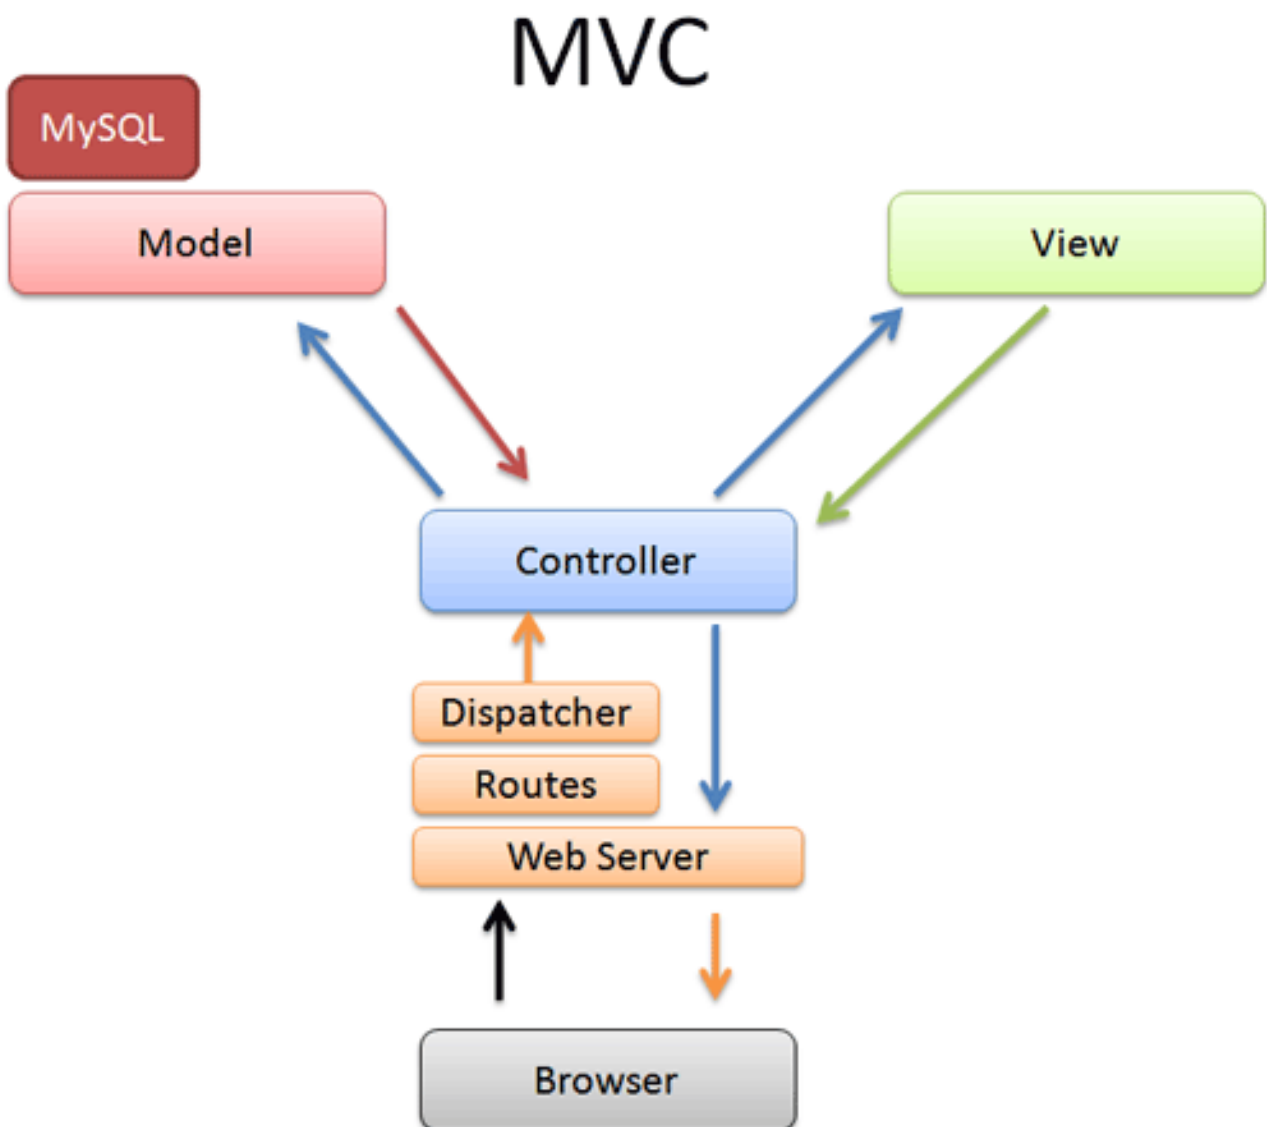 MVC
MySQL
Model
View
Controller
Dispatcher
Routes
Web Server
Browser